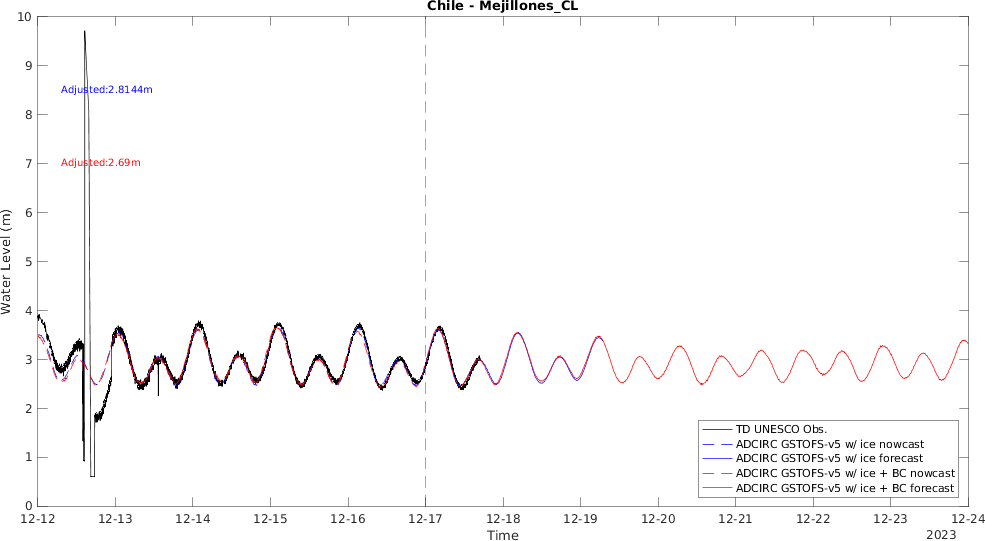 Chile - Mejillones_CL
10
9
8
7
6
5
4
3
2
1
0
Water Level (m)
Adjusted:2.8144m
Adjusted:2.69m
TD UNESCO Obs.
ADCIRC GSTOFS-v5 w/ ice nowcast
ADCIRC GSTOFS-v5 w/ ice forecast
ADCIRC GSTOFS-v5 w/ ice + BC nowcast
ADCIRC GSTOFS-v5 w/ ice + BC forecast
12-12 12-13 12-14 12-15 12-16 12-17 12-18 12-19 12-20 12-21 12-22 12-23 12-24
Time
2023